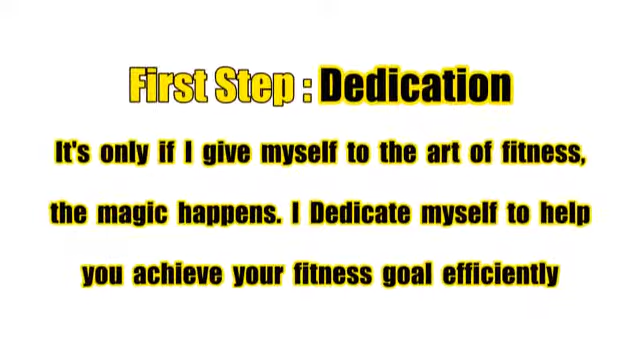 First Step : Dedication
It's only if I give myself to the art of fitness,
the magic happens. I Dedicate myself to help
you achieve your fitness goal efficiently